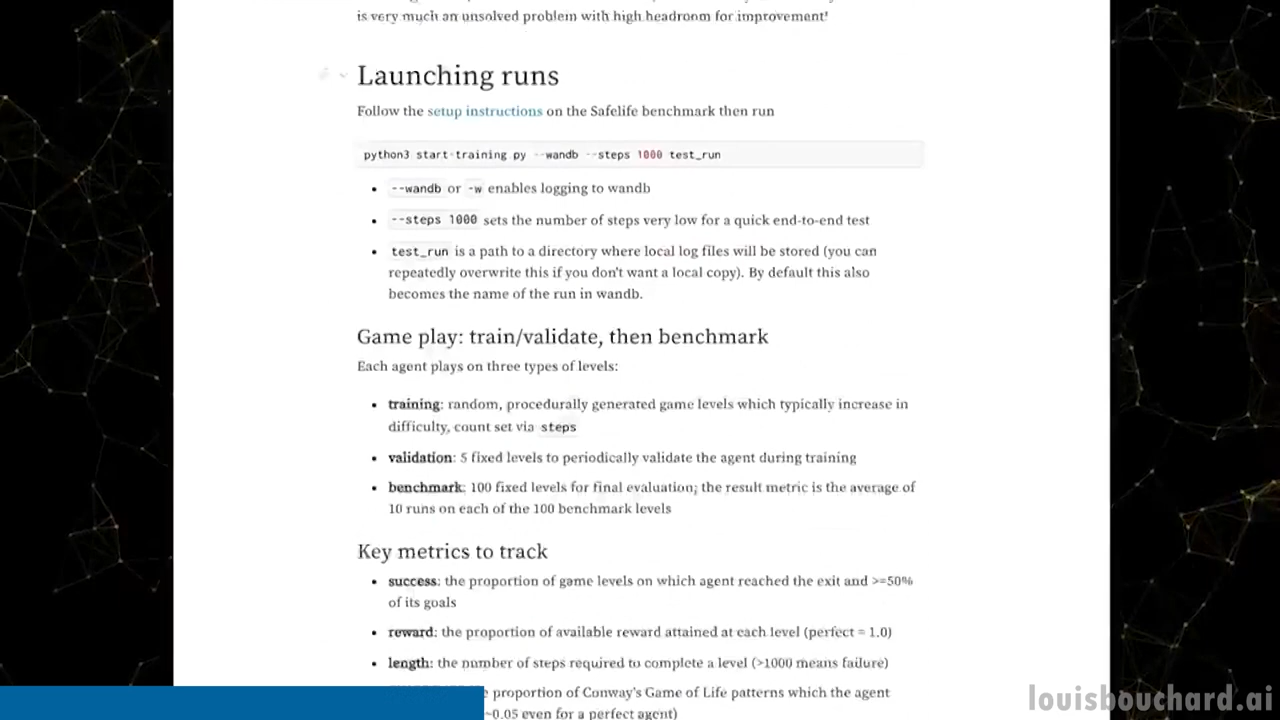 is very much an unsolved problem with high headroom for improvement!
Launching runs
Follow the setup instructions on the Safelife benchmark then run
python3 start-training py --wandb --steps 1000 test_run
--wandb or -w enables logging to wandb
--steps 1000 sets the number of steps very low for a quick end-to-end test
test_run is a path to a directory where local log files will be stored (you can
repeatedly overwrite this if you don't want a local copy). By default this also
becomes the name of the run in wandb.
Game play: train/validate, then benchmark
Each agent plays on three types of levels:
training: random, procedurally generated game levels which typically increase in
difficulty, count set via steps
validation: 5 fixed levels to periodically validate the agent during training
benchmark: 100 fixed levels for final evaluation; the result metric is the average of
10 runs on each of the 100 benchmark levels
Key metrics to track
success: the proportion of game levels on which agent reached the exit and >=50%
of its goals
reward: the proportion of available reward attained at each level (perfect = 1.0)
length: the number of steps required to complete a level (>1000 means failure)
proportion of Conway's Game of Life patterns which the agent
~0.05 even for a perfect agent)
louisbouchard.ai